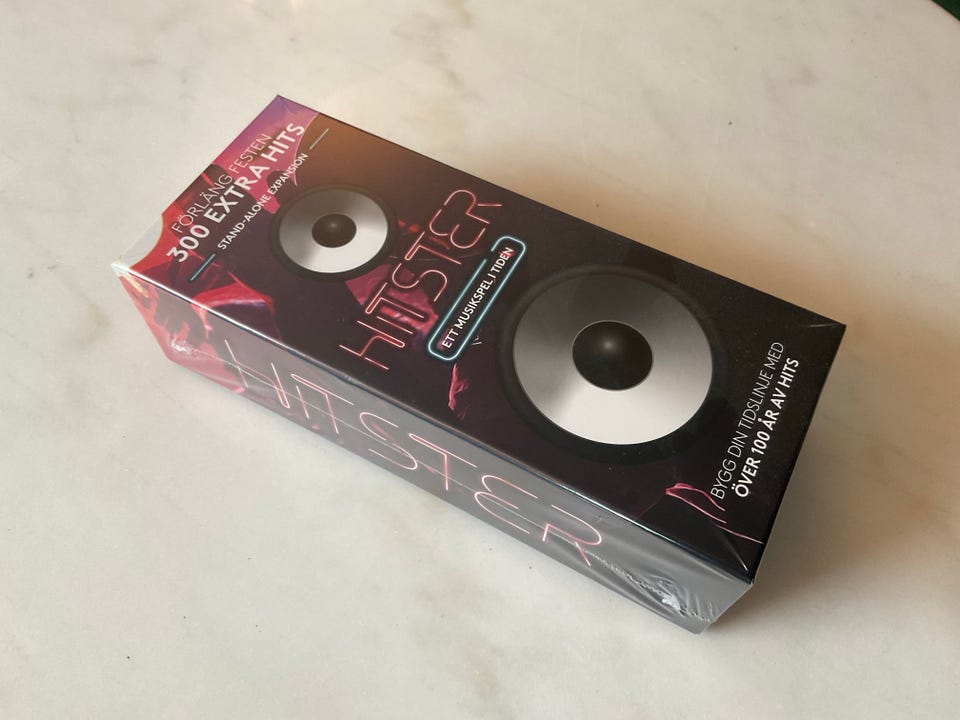 FÖRLÄNG FESTEN
300 EXTRA HITS
STAND-ALONE EXPANSION
HITSTER
ETT MUSIKSPEL I TIDEN
BYGG DIN TIDSLINJE MED
ÖVER 100 ÅR AV HITS
HITSTER